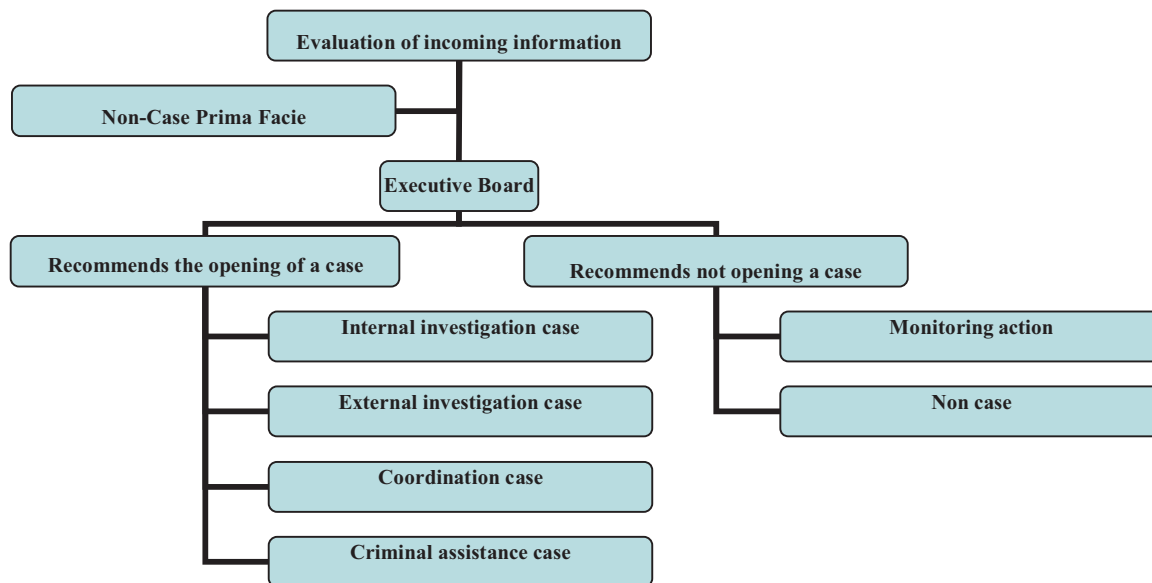 Evaluation of incoming information
Non-Case Prima Facie
Executive Board
Recommends the opening of a case
Recommends not opening a case
Internal investigation case
External investigation case
Coordination case
Criminal assistance case
Monitoring action
Non case